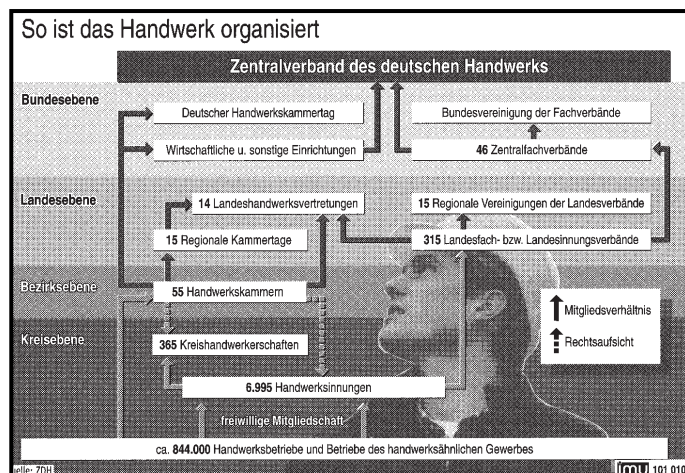 So ist das Handwerk organisiert
Zentralverband des deutschen Handwerks
Bundesebene
Deutscher Handwerkskammertag
Bundesvereinigung der Fachverbände
Wirtschaftliche u. sonstige Einrichtungen
46 Zentralfachverbände
Landesebene
14 Landeshandwerksvertretungen
15 Regionale Vereinigungen der Landesverbände
15 Regionale Kammertage
315 Landesfach- bzw. Landesinnungsverbände
Bezirksebene
55 Handwerkskammern
Mitgliedsverhältnis
Rechtsaufsicht
Kreisebene
365 Kreishandwerkerschaften
6.995 Handwerksinnungen
freiwillige Mitgliedschaft
ca. 844.000 Handwerksbetriebe und Betriebe des handwerksähnlichen Gewerbes
uelle: ZDH
imu 101 010